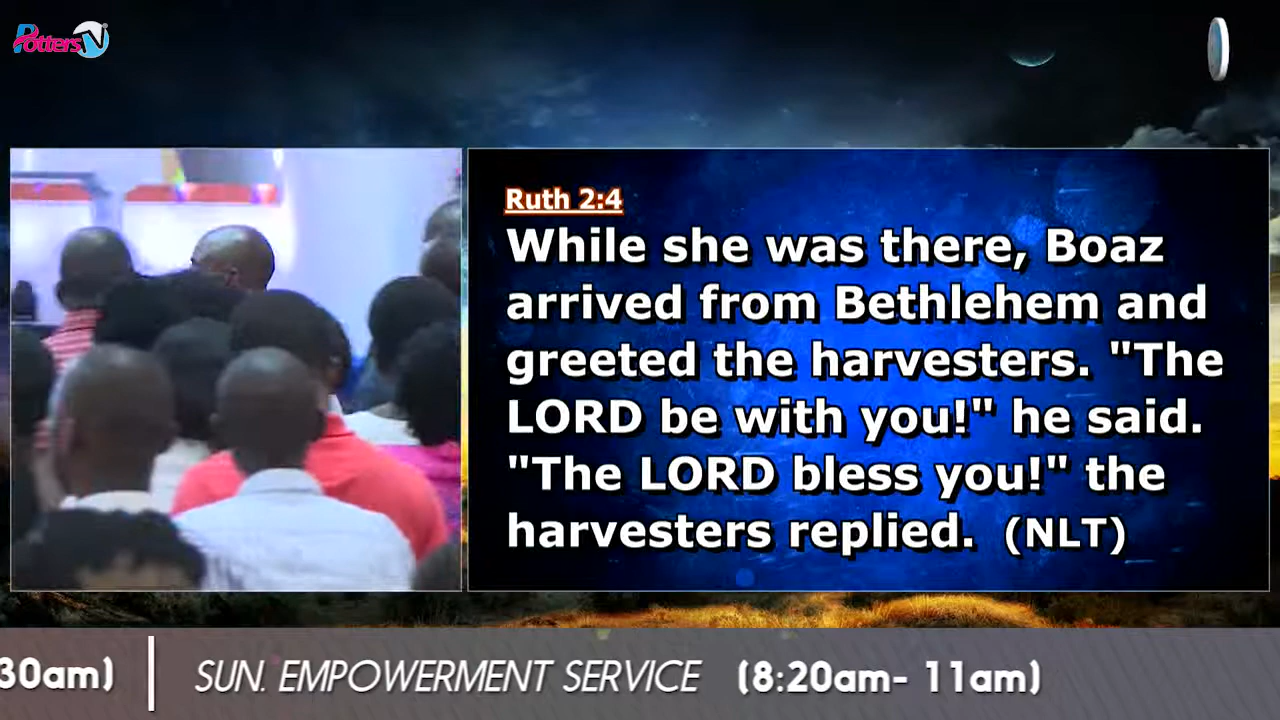 PottersTV
Ruth 2:4
While she was there, Boaz
arrived from Bethlehem and
greeted the harvesters. "The
LORD be with you!" he said.
"The LORD bless you!" the
harvesters replied. (NLT)
30am) | SUN. EMPOWERMENT SERVICE (8:20am- 11am)